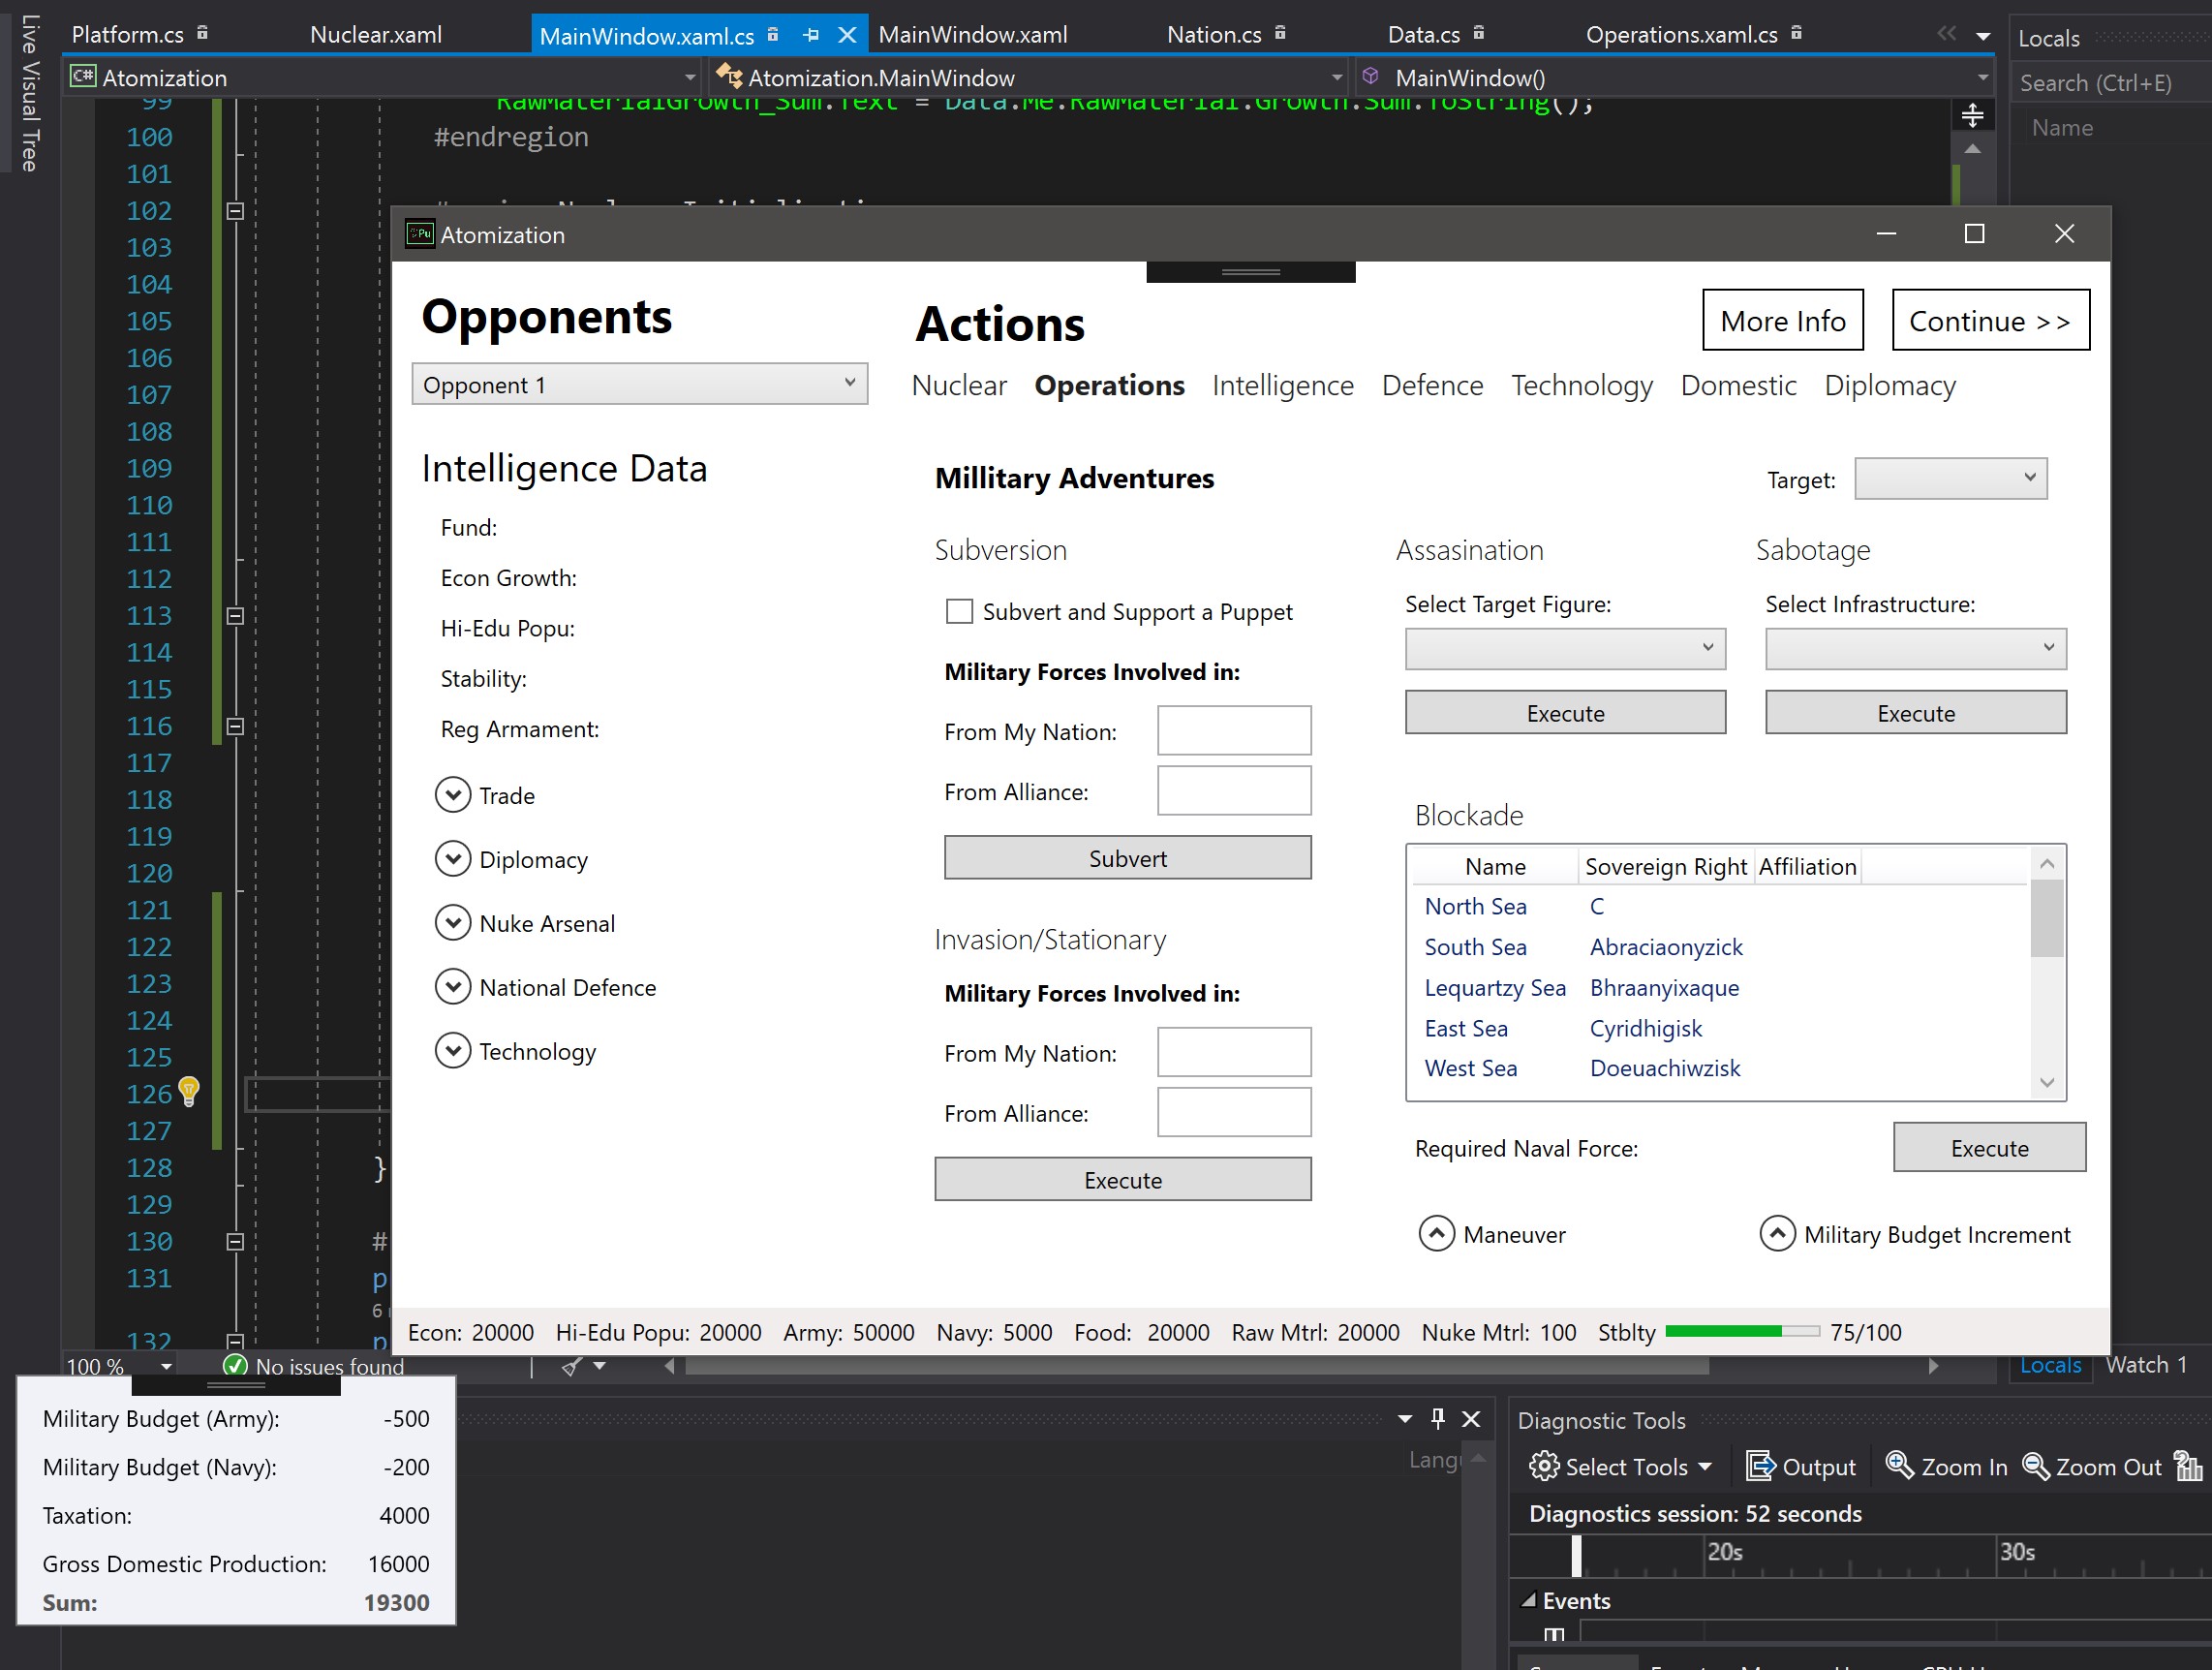 Live Visual Tree
Platform.cs
Nuclear.xaml
MainWindow.xaml.cs
MainWindow.xaml
Nation.cs
Data.cs
Operations.xaml.cs
Locals
C# Atomization
Atomization.MainWindow
MainWindow()
Search (Ctrl+E)
Name
99 RawMaterialGrowth_Sum.Text = Data.Me.RawMaterial.Growth.Sum.ToString();
100 #endregion
101
102
103
104
105
106
107
108
109
110
111
112
113
114
115
116
117
118
119
120
121
122
123
124
125
126
127
128 }
129
130 #
131 p
6
132 p
Atomization
Opponents
Opponent 1
Intelligence Data
Fund:
Econ Growth:
Hi-Edu Popu:
Stability:
Reg Armament:
Trade
Diplomacy
Nuke Arsenal
National Defence
Technology
Actions
More Info
Continue >>
Nuclear Operations Intelligence Defence Technology Domestic Diplomacy
Millitary Adventures
Target:
Subversion
Subvert and Support a Puppet
Military Forces Involved in:
From My Nation:
From Alliance:
Subvert
Invasion/Stationary
Military Forces Involved in:
From My Nation:
From Alliance:
Execute
Assasination
Select Target Figure:
Execute
Sabotage
Select Infrastructure:
Execute
Blockade
Name Sovereign Right Affiliation
North Sea C
South Sea Abraciaonyzick
Lequartzy Sea Bhraanyixaque
East Sea Cyridhigisk
West Sea Doeuachiwzisk
Required Naval Force:
Execute
Maneuver
Military Budget Increment
Econ: 20000 Hi-Edu Popu: 20000 Army: 50000 Navy: 5000 Food: 20000 Raw Mtrl: 20000 Nuke Mtrl: 100 Stblty 75/100
100 %
No issues found
Locals
Watch 1
Military Budget (Army): -500
Military Budget (Navy): -200
Taxation: 4000
Gross Domestic Production: 16000
Sum: 19300
Diagnostic Tools
Select Tools
Output
Zoom In
Zoom Out
Diagnostics session: 52 seconds
20s
30s
Events